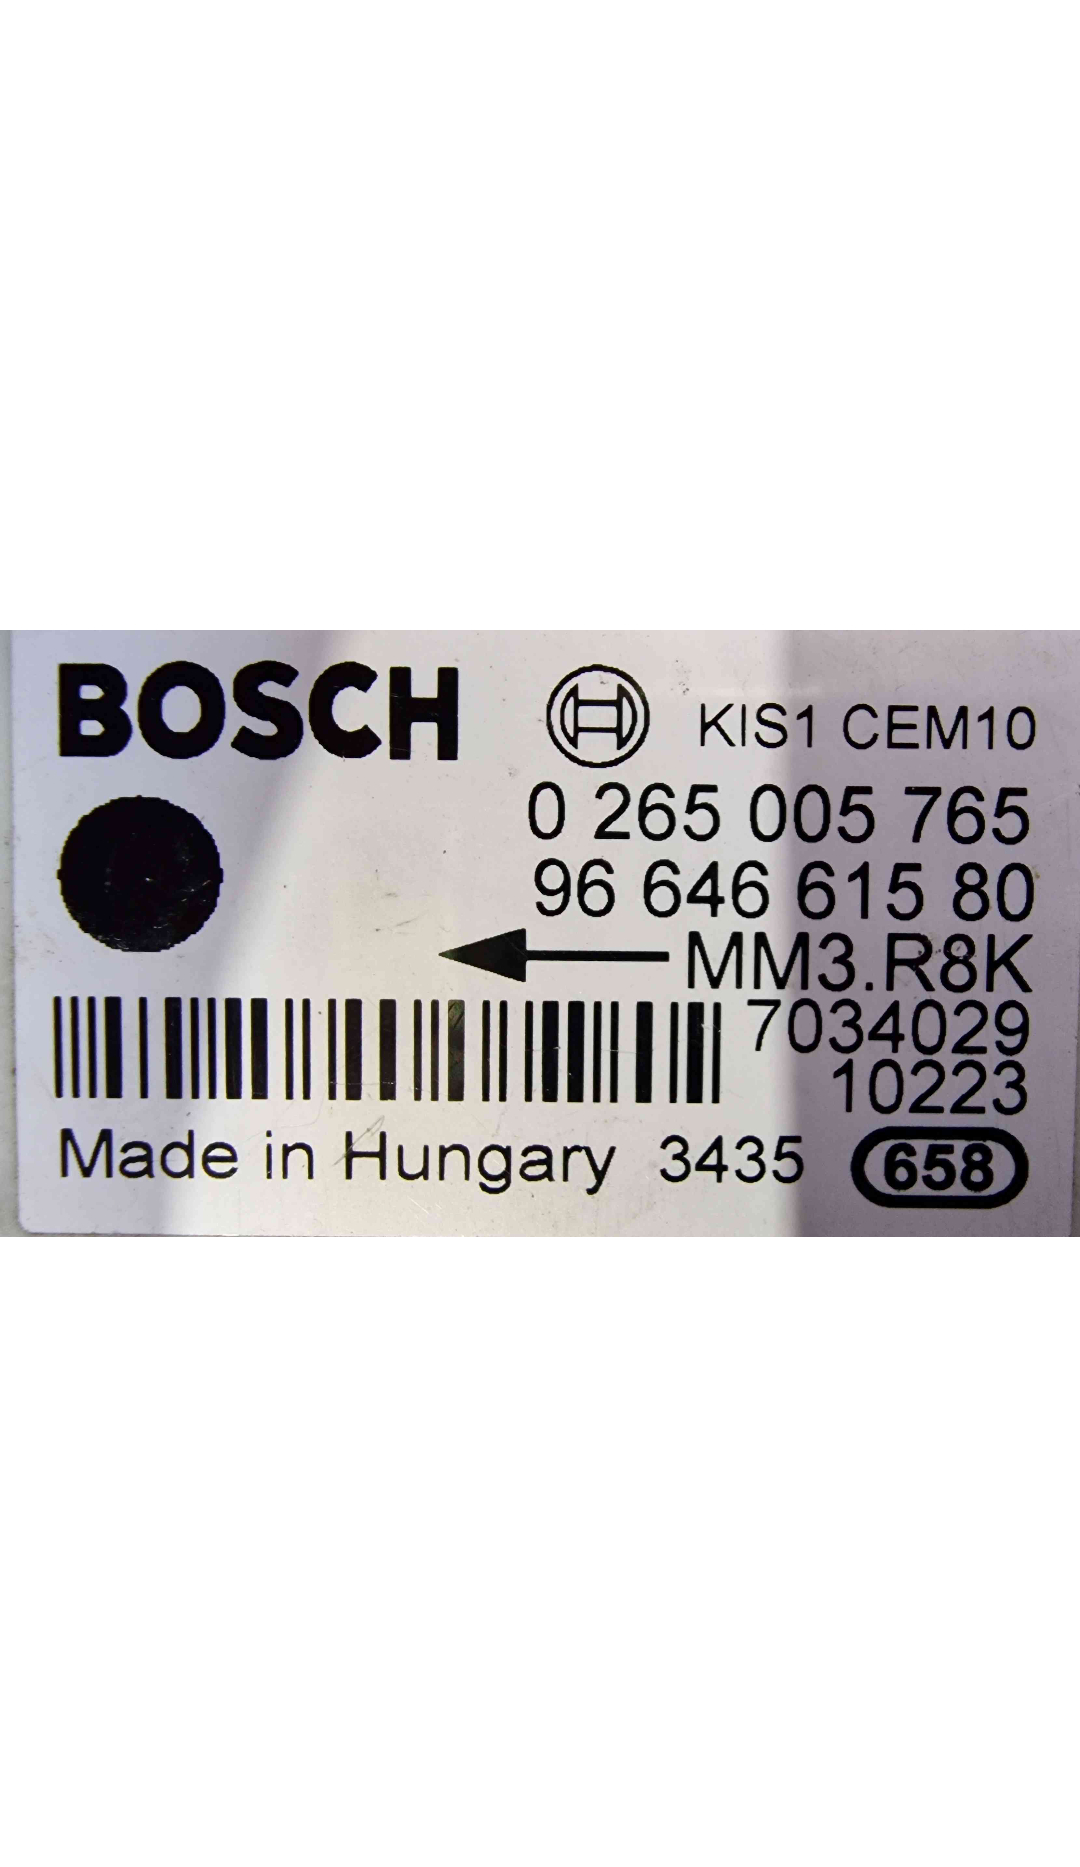 BOSCH KIS1 CEM10
0 265 005 765
96 646 615 80
MM3.R8K
7034029
10223
Made in Hungary 3435 658